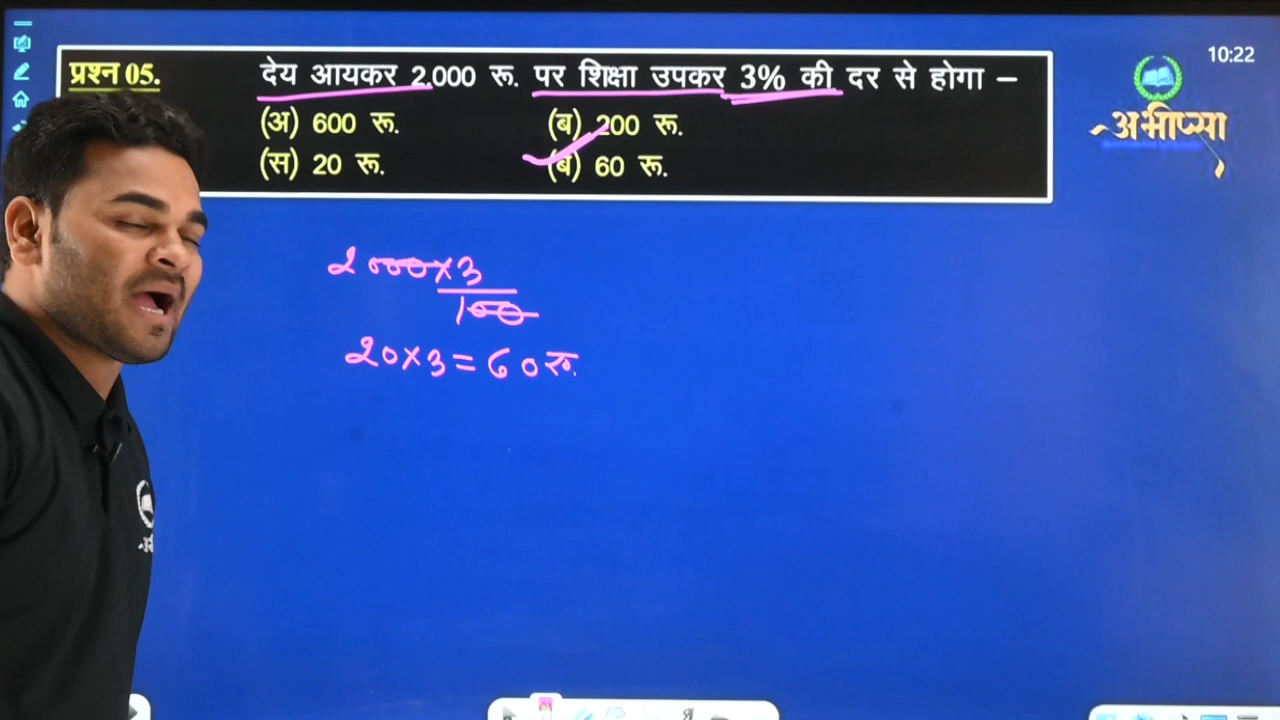 10:22
प्रश्न 05. देय आयकर 2.000 रू. पर शिक्षा उपकर 3% की दर से होगा –
(अ) 600 रू. (ब) 200 रू.
(स) 20 रू. (ब) 60 रू.
अभीप्सा
2000×3
100
20×3=60रू.